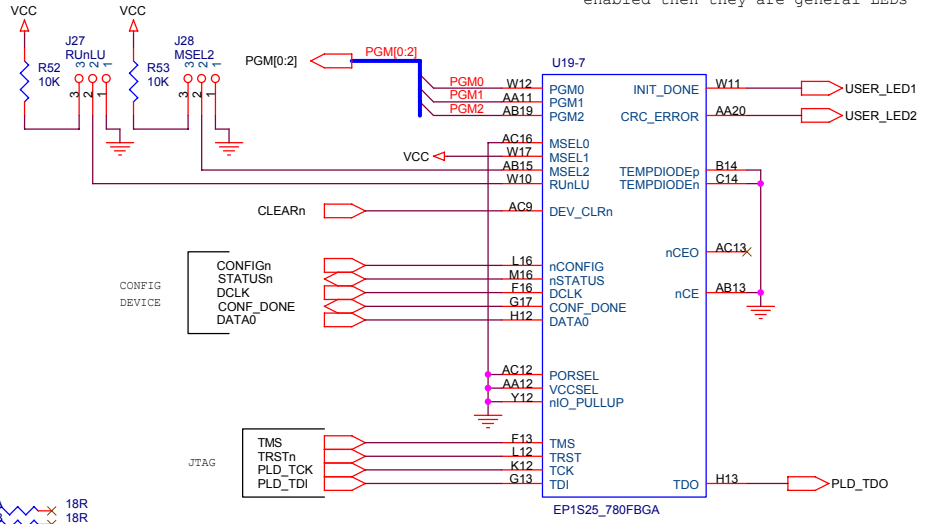 enabled then they are general LEDs
VCC
VCC
J27
RUnLU
J28
MSEL2
R52
10K
R53
10K
3 2 1
3 2 1
3 2 1
3 2 1
PGM[0:2]
PGM[0:2]
U19-7
PGM0 W12 PGM0
PGM1 AA11 PGM1
PGM2 AB19 PGM2
INIT_DONE W11 USER_LED1
CRC_ERROR AA20 USER_LED2
AC16 MSEL0
VCC W17 MSEL1
AB15 MSEL2
W10 RUnLU
TEMPDIODEp B14
TEMPDIODEn C14
CLEARn AC9 DEV_CLRn
nCEO AC13
nCE AB13
CONFIG
DEVICE
CONFIGn L16 nCONFIG
STATUSn M16 nSTATUS
DCLK F16 DCLK
CONF_DONE G17 CONF_DONE
DATA0 H12 DATA0
AC12 PORSEL
AA12 VCCSEL
Y12 nIO_PULLUP
JTAG
TMS F13 TMS
TRSTn L12 TRST
PLD_TCK K12 TCK
PLD_TDI G13 TDI
TDO H13 PLD_TDO
EP1S25_780FBGA
18R
18R